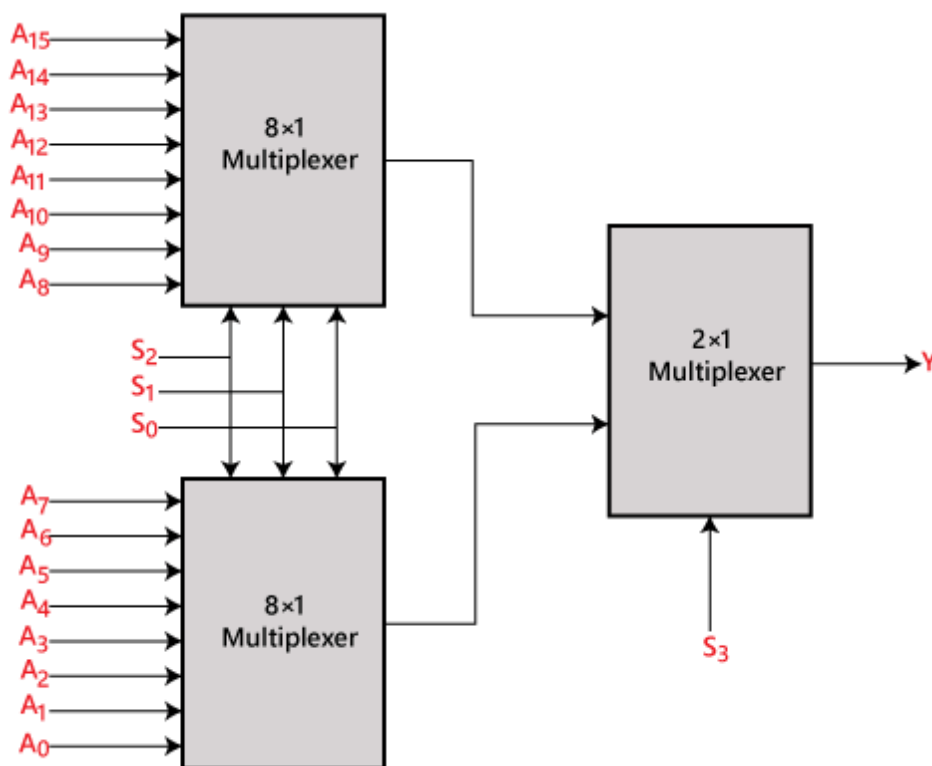 A15
A14
A13
A12
A11
A10
A9
A8
8×1
Multiplexer
S2
S1
S0
A7
A6
A5
A4
A3
A2
A1
A0
8×1
Multiplexer
2×1
Multiplexer
Y
S3